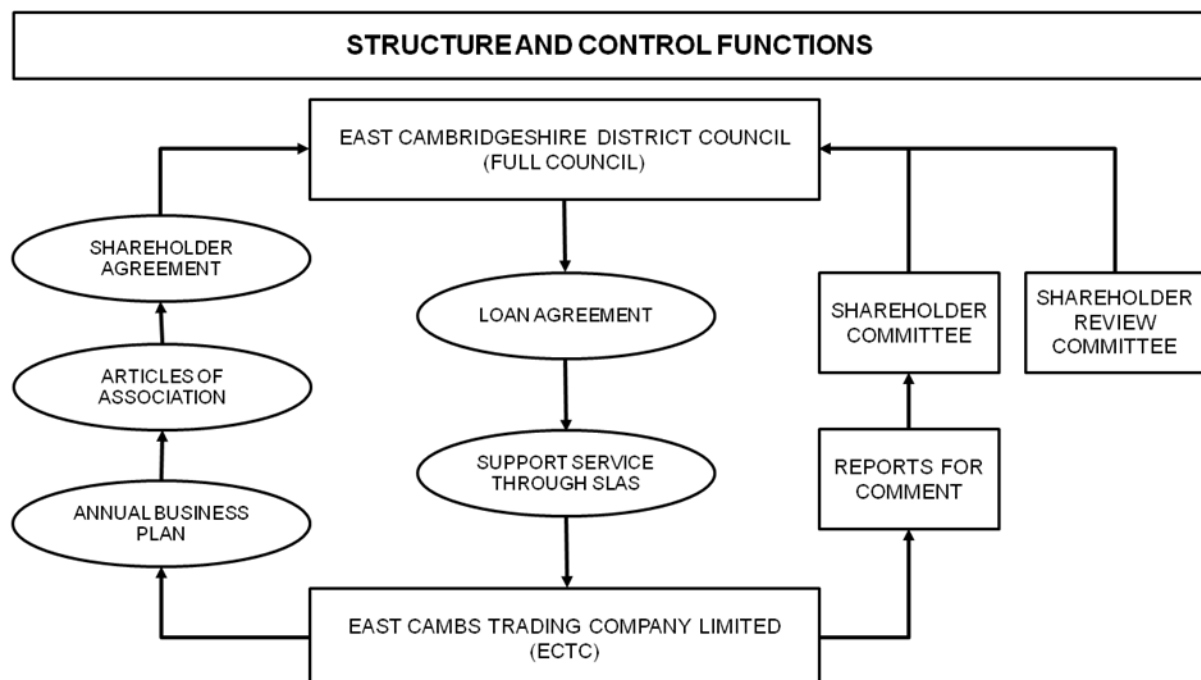 STRUCTURE AND CONTROL FUNCTIONS
EAST CAMBRIDGESHIRE DISTRICT COUNCIL
(FULL COUNCIL)
SHAREHOLDER
AGREEMENT
LOAN AGREEMENT
SHAREHOLDER
COMMITTEE
SHAREHOLDER
REVIEW
COMMITTEE
ARTICLES OF
ASSOCIATION
SUPPORT SERVICE
THROUGH SLAS
REPORTS FOR
COMMENT
ANNUAL BUSINESS
PLAN
EAST CAMBS TRADING COMPANY LIMITED
(ECTC)